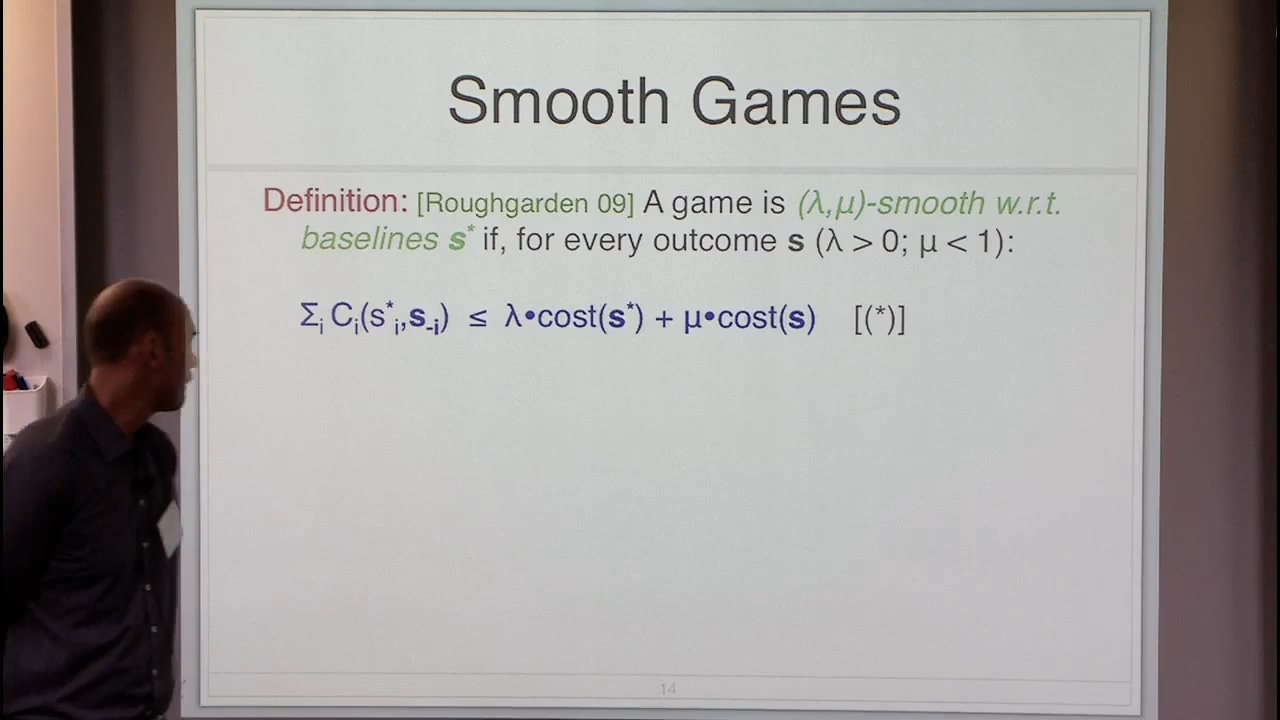 Smooth Games
Definition: [Roughgarden 09] A game is (λ,μ)-smooth w.r.t.
baselines s* if, for every outcome s (λ > 0; μ < 1):
Σi Ci(s*i,s-i) ≤ λ•cost(s*) + μ•cost(s) [(*)]
14